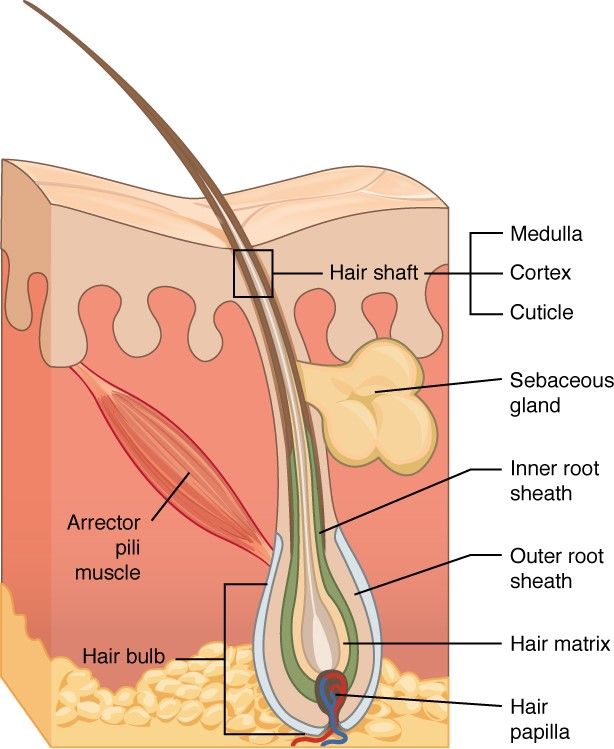 Medulla
Hair shaft
Cortex
Cuticle
Sebaceous
gland
Inner root
sheath
Arrector
pili
muscle
Outer root
sheath
Hair bulb
Hair matrix
Hair
papilla